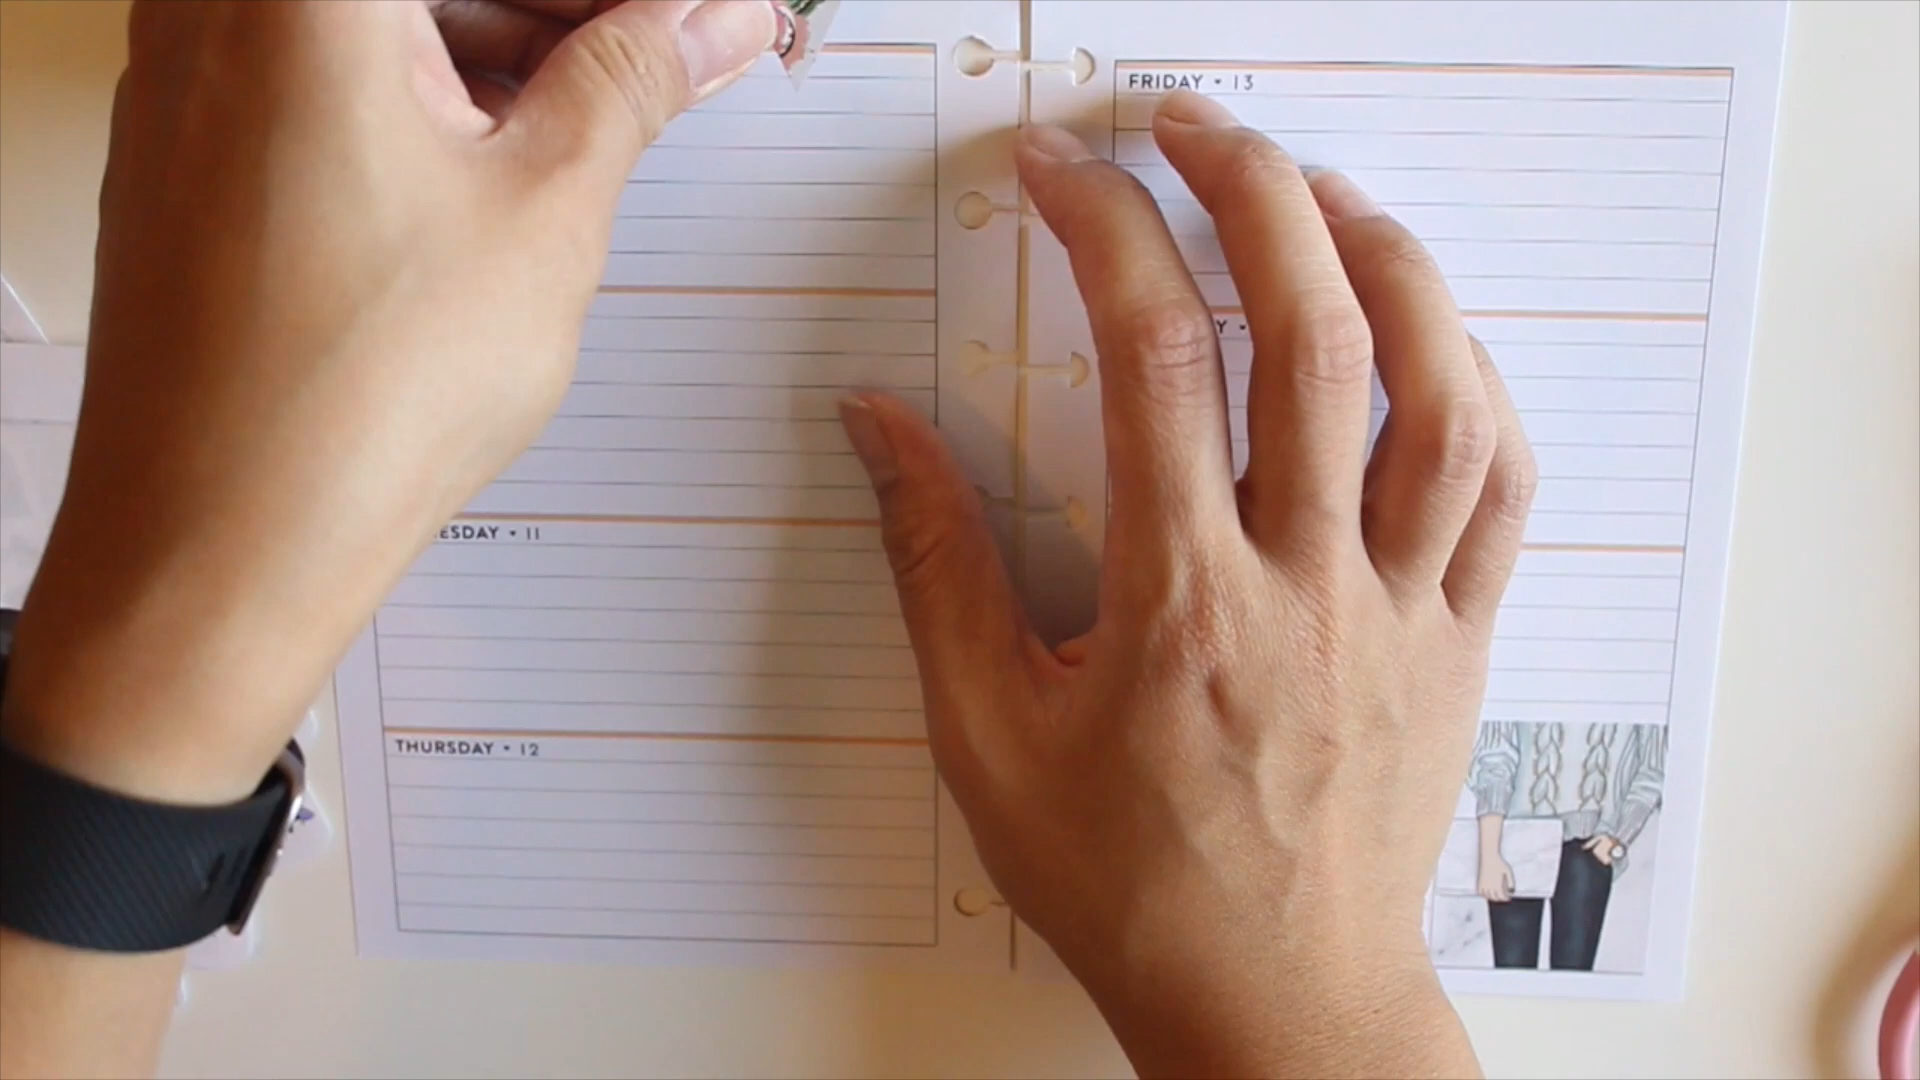 ESDAY • 11
THURSDAY • 12
FRIDAY • 13
Y •